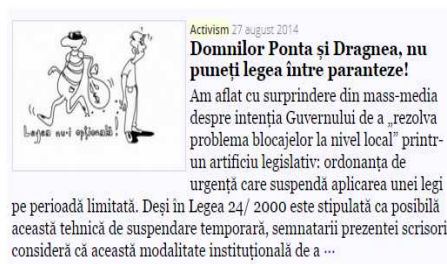 Activism 27 august 2014
Domnilor Ponta și Dragnea, nu
puneți legea între paranteze!
Am aflat cu surprindere din mass-media
despre intenția Guvernului de a „rezolva
problema blocajelor la nivel local” printr-
un artificiu legislativ: ordonanța de
urgență care suspendă aplicarea unei legi
pe perioadă limitată. Deși în Legea 24/ 2000 este stipulată ca posibilă
această tehnică de suspendare temporară, semnatarii prezentei scrisori
consideră că această modalitate instituțională de a ...
Legea nu-i opțională!